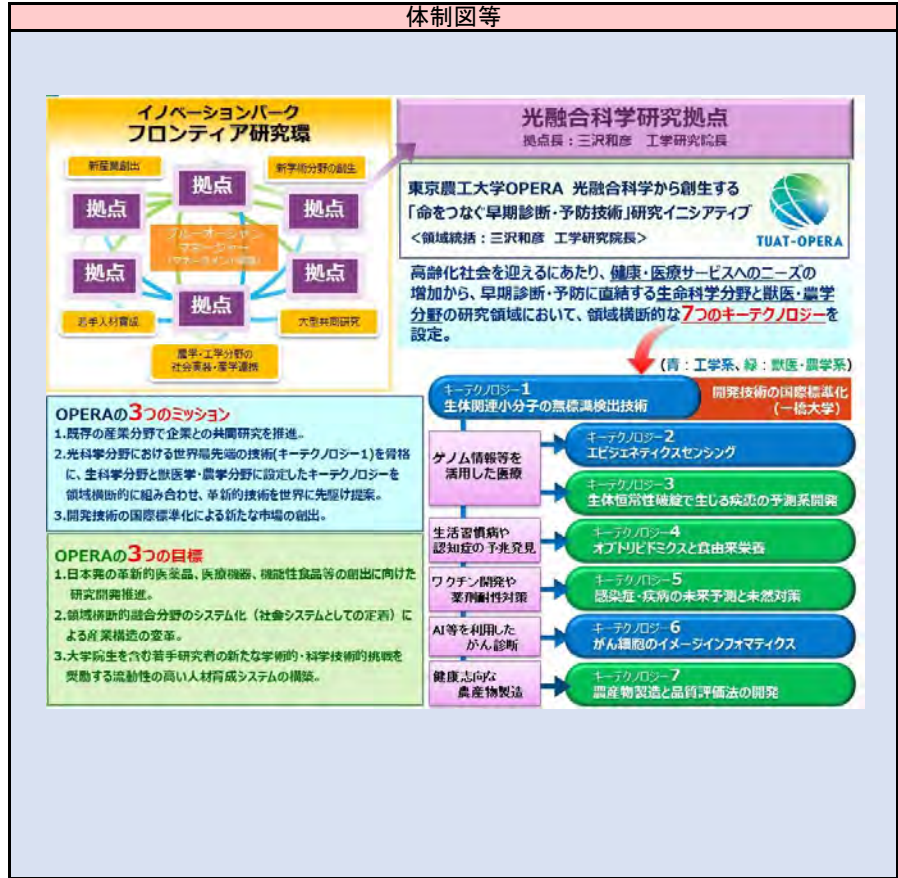 体制図等
イノベーションパーク
フロンティア研究環
新産業創出
新学術分野の創生
拠点
拠点
拠点
ブルーオーシャン
マネージャー
拠点
拠点
拠点
若手人材育成
大型共同研究
農学・工学分野の
社会実装・産学連携
光融合科学研究拠点
拠点長:三沢和彦 工学研究院長
東京農工大学OPERA 光融合科学から創生する
「命をつなぐ早期診断・予防技術」研究イニシアティブ
<領域統括:三沢和彦 工学研究院長>
TUAT-OPERA
高齢化社会を迎えるにあたり、健康・医療サービスへのニーズの
増加から、早期診断・予防に直結する生命科学分野と獣医・農学
分野の研究領域において、領域横断的な7つのキーテクノロジーを
設定。
(青:工学系、緑:獣医・農学系)
OPERAの3つのミッション
1.既存の産業分野で企業との共同研究を推進。
2.光科学分野における世界最先端の技術(キーテクノロジー1)を骨格
に、生科学分野と獣医学・農学分野に設定したキーテクノロジーを
領域横断的に組み合わせ、革新的技術を世界に先駆け提案。
3.開発技術の国際標準化による新たな市場の創出。
OPERAの3つの目標
1.日本発の革新的医薬品、医療機器、機能性食品等の創出に向けた
研究開発推進。
2.領域横断的融合分野のシステム化(社会システムとしての定着)に
よる産業構造の変革。
3.大学院生を含む若手研究者の新たな学術的・科学技術的挑戦を
奨励する流動性の高い人材育成システムの構築。
キーテクノロジー1
生体関連小分子の無標識検出技術
開発技術の国際標準化
(一橋大学)
ゲノム情報等を
活用した医療
キーテクノロジー2
エピジェネティクスセンシング
キーテクノロジー3
生体恒常性破綻で生じる疾患の予測系開発
生活習慣病や
認知症の予兆発見
キーテクノロジー4
オプトリピドミクスと食由来栄養
ワクチン開発や
薬剤耐性対策
キーテクノロジー5
感染症・疾病の未来予測と未然対策
AI等を利用した
がん診断
キーテクノロジー6
がん細胞のイメージインフォマティクス
健康志向な
農産物製造
キーテクノロジー7
農産物製造と品質評価法の開発